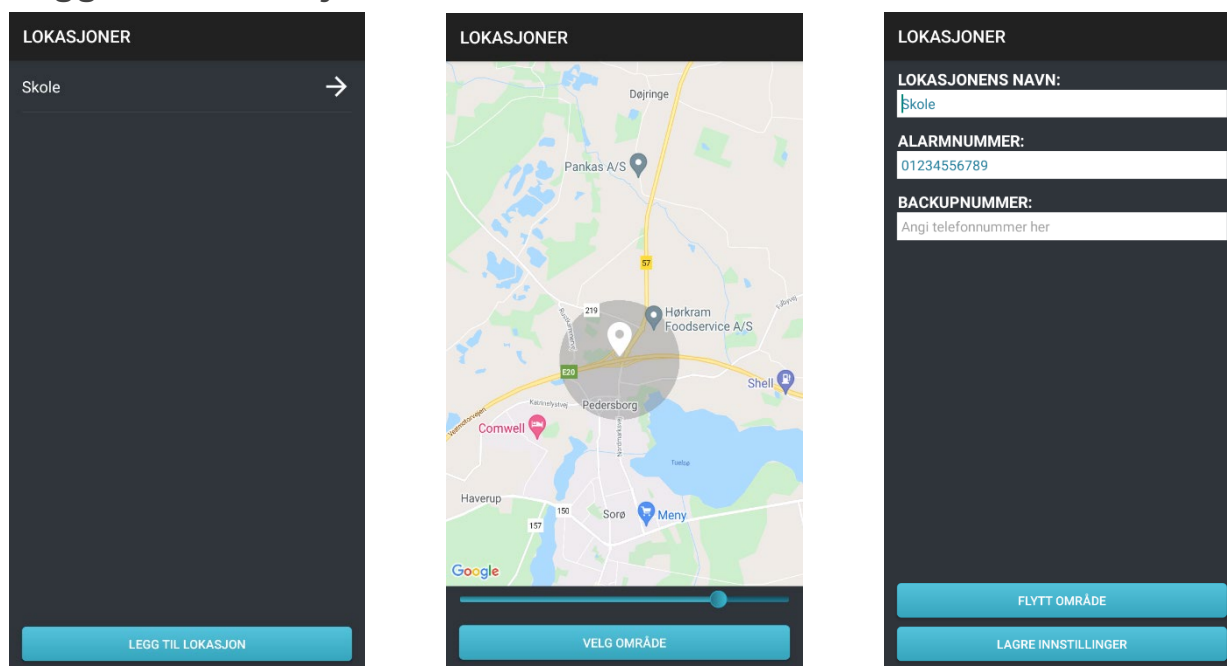 LOKASJONER
Skole
LEGG TIL LOKASJON
LOKASJONER
Døjringe
Pankas A/S
57
219
Hørkram
Foodservice A/S
E20
Shell
Pedersborg
Comwell
Tuelsø
Haverup
150
Sorø
Meny
157
Google
VELG OMRÅDE
LOKASJONER
LOKASJONENS NAVN:
Skole
ALARMNUMMER:
01234556789
BACKUPNUMMER:
Angi telefonnummer her
FLYTT OMRÅDE
LAGRE INNSTILLINGER